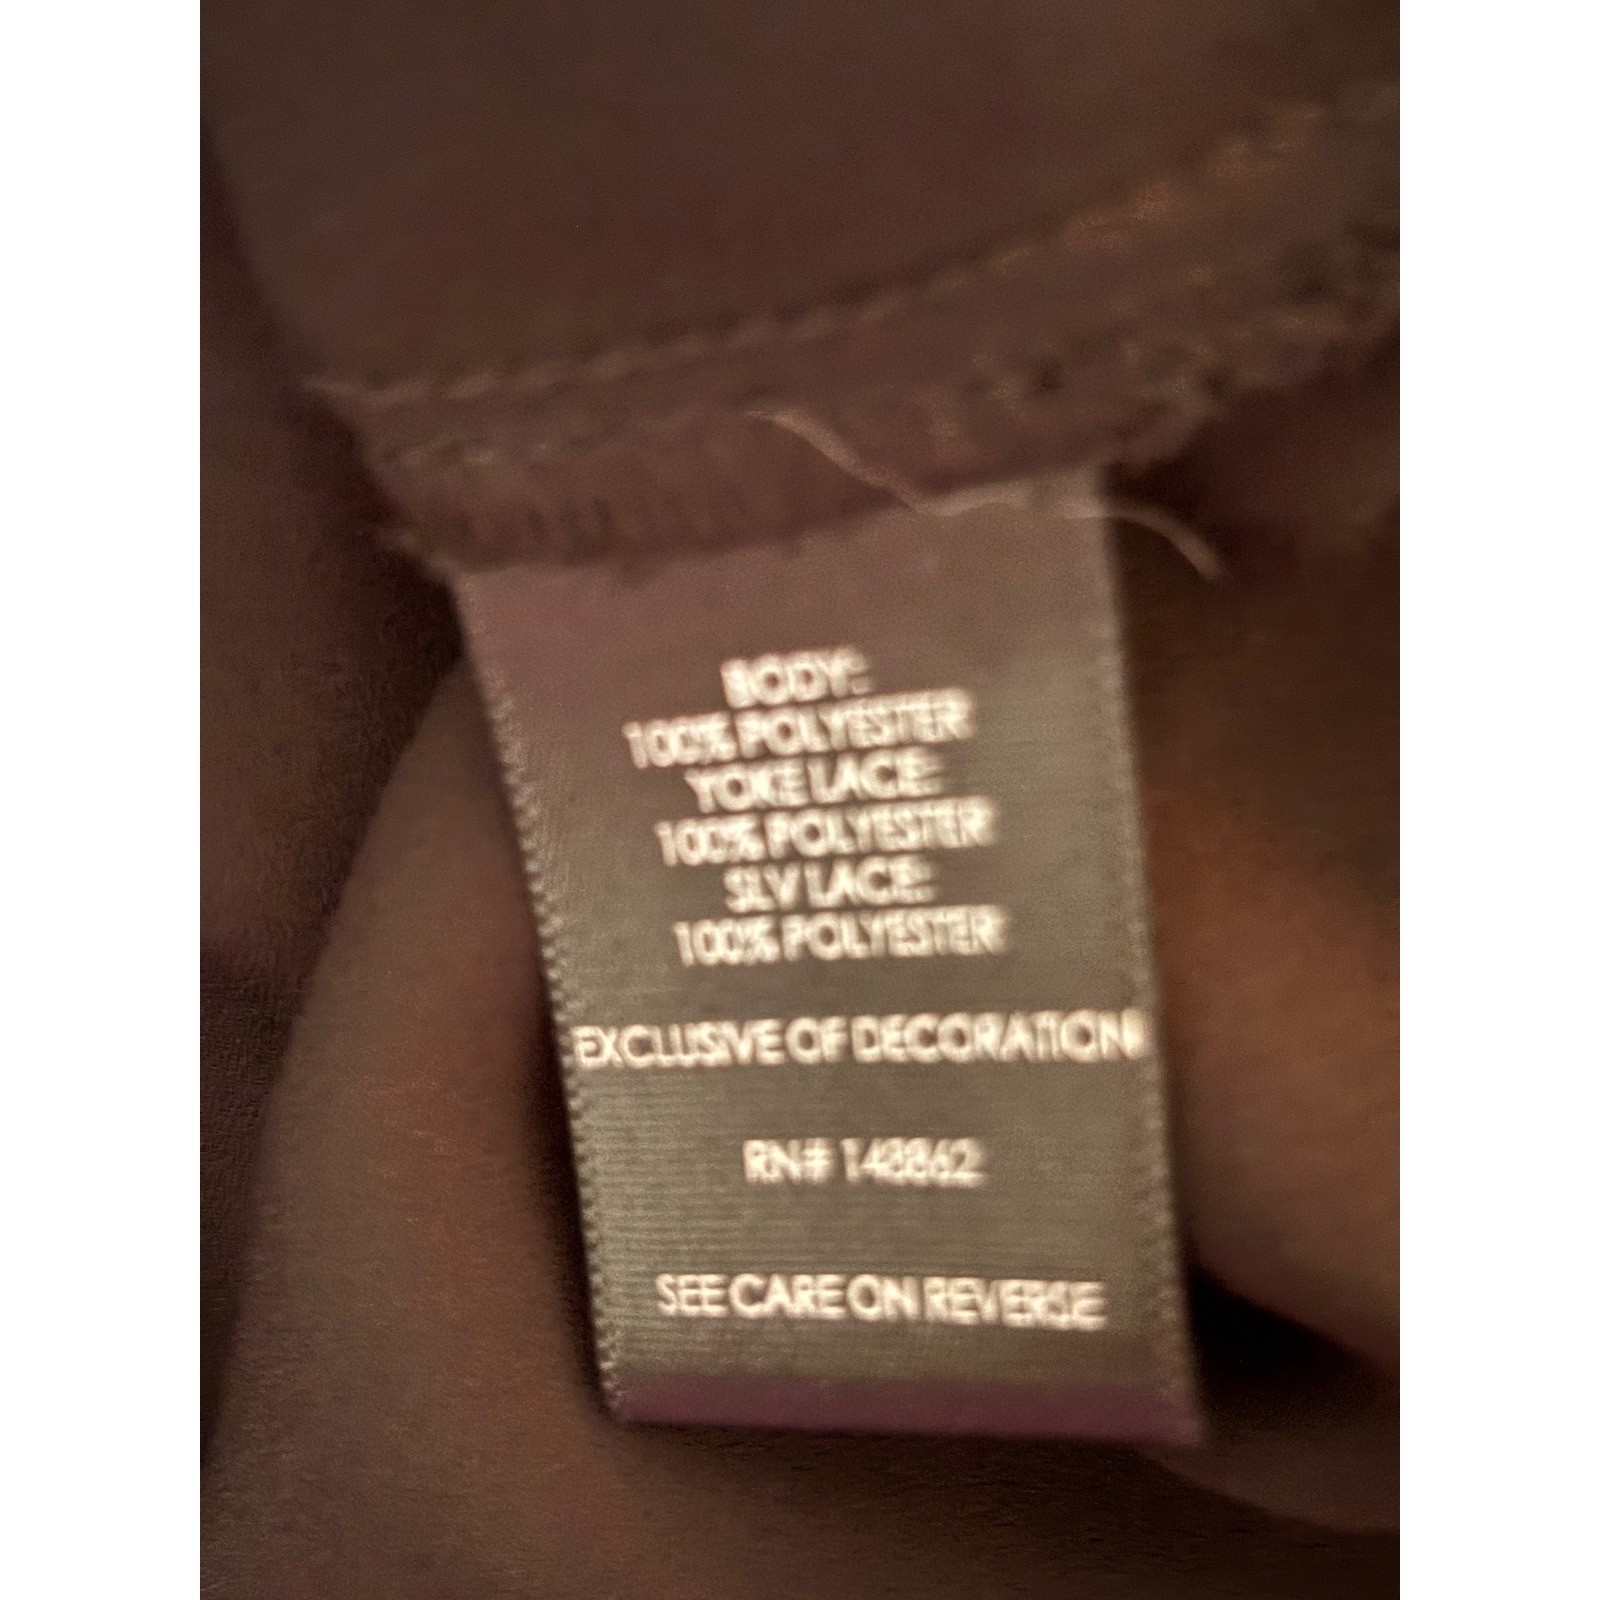 BODY:
100% POLYESTER
YOKE LACE:
100% POLYESTER
SLV LACE:
100% POLYESTER
EXCLUSIVE OF DECORATION
RN# 148862
SEE CARE ON REVERSE